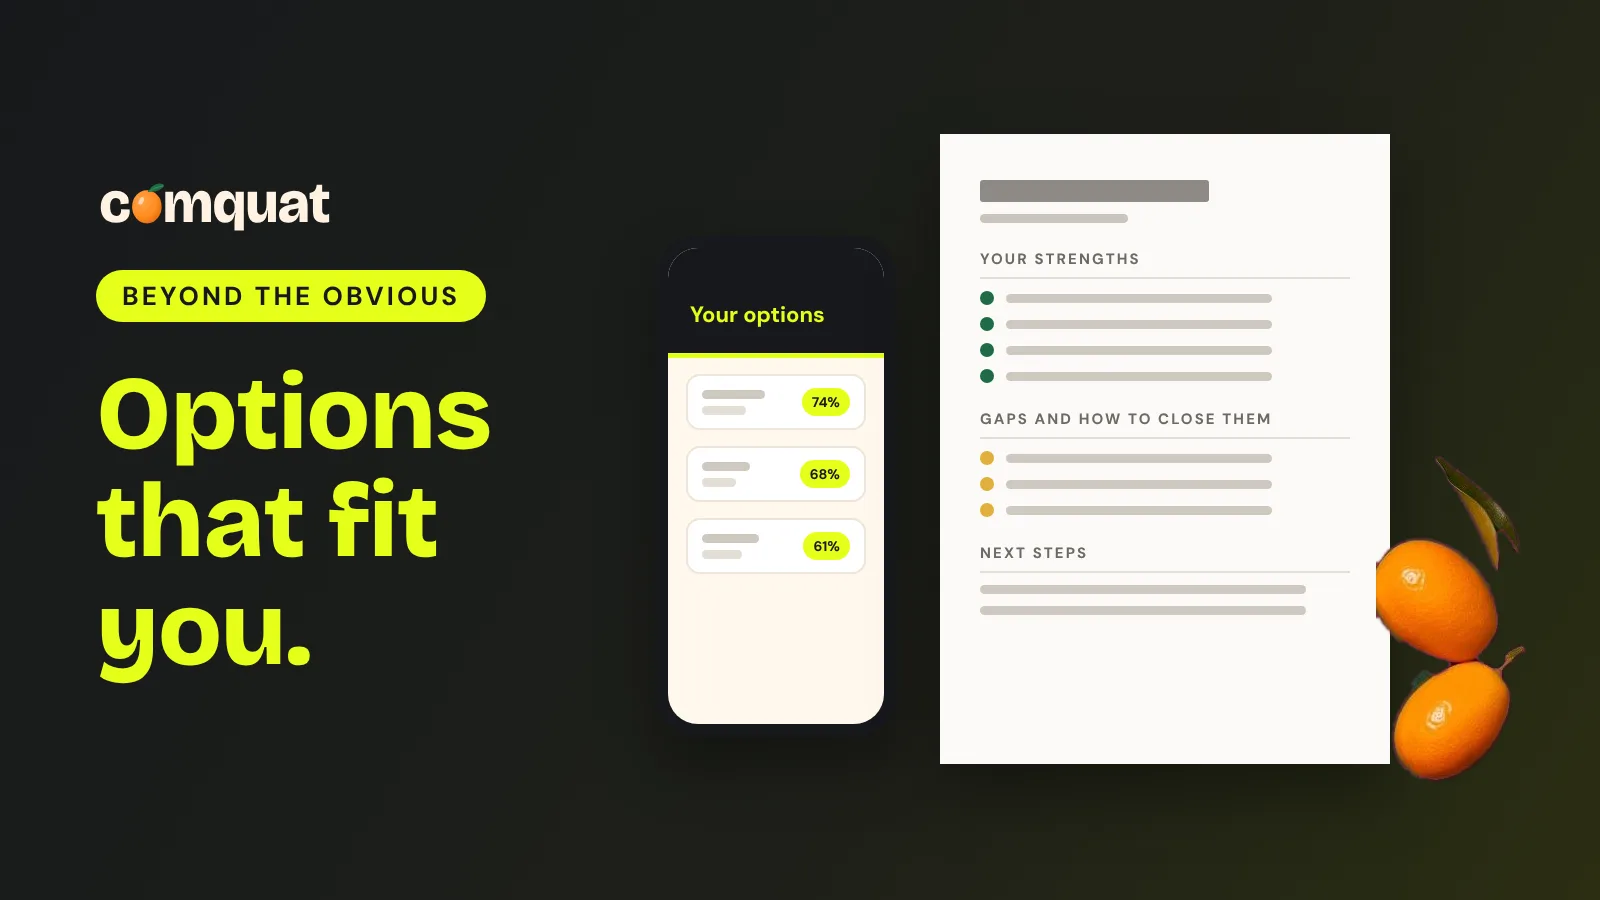 comquat
BEYOND THE OBVIOUS
Options
that fit
you.
Your options
74%
68%
61%
YOUR STRENGTHS
GAPS AND HOW TO CLOSE THEM
NEXT STEPS